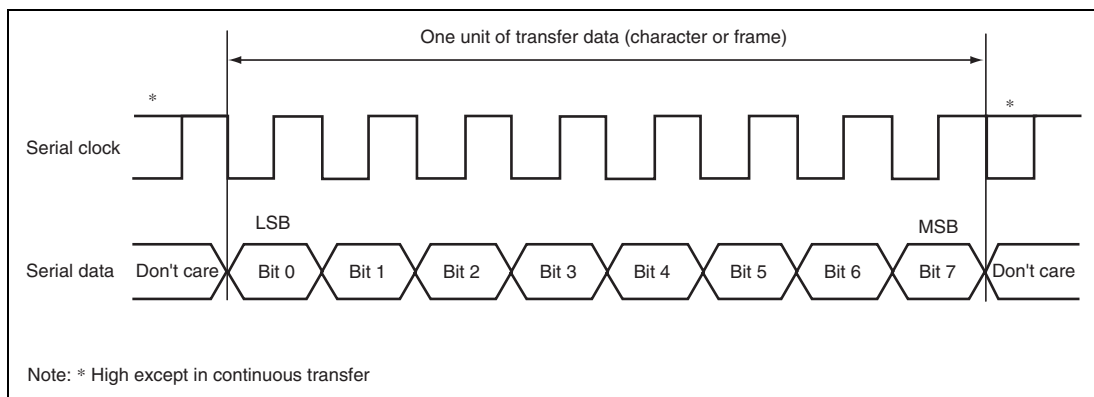 One unit of transfer data (character or frame)
* *
Serial clock
LSB MSB
Serial data Don't care Bit 0 Bit 1 Bit 2 Bit 3 Bit 4 Bit 5 Bit 6 Bit 7 Don't care
Note: * High except in continuous transfer